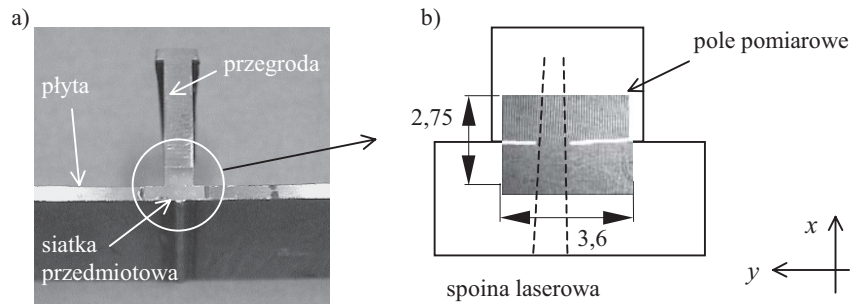 a)
przegroda
płyta
siatka
przedmiotowa
b)
pole pomiarowe
2,75
3,6
spoina laserowa
x
y